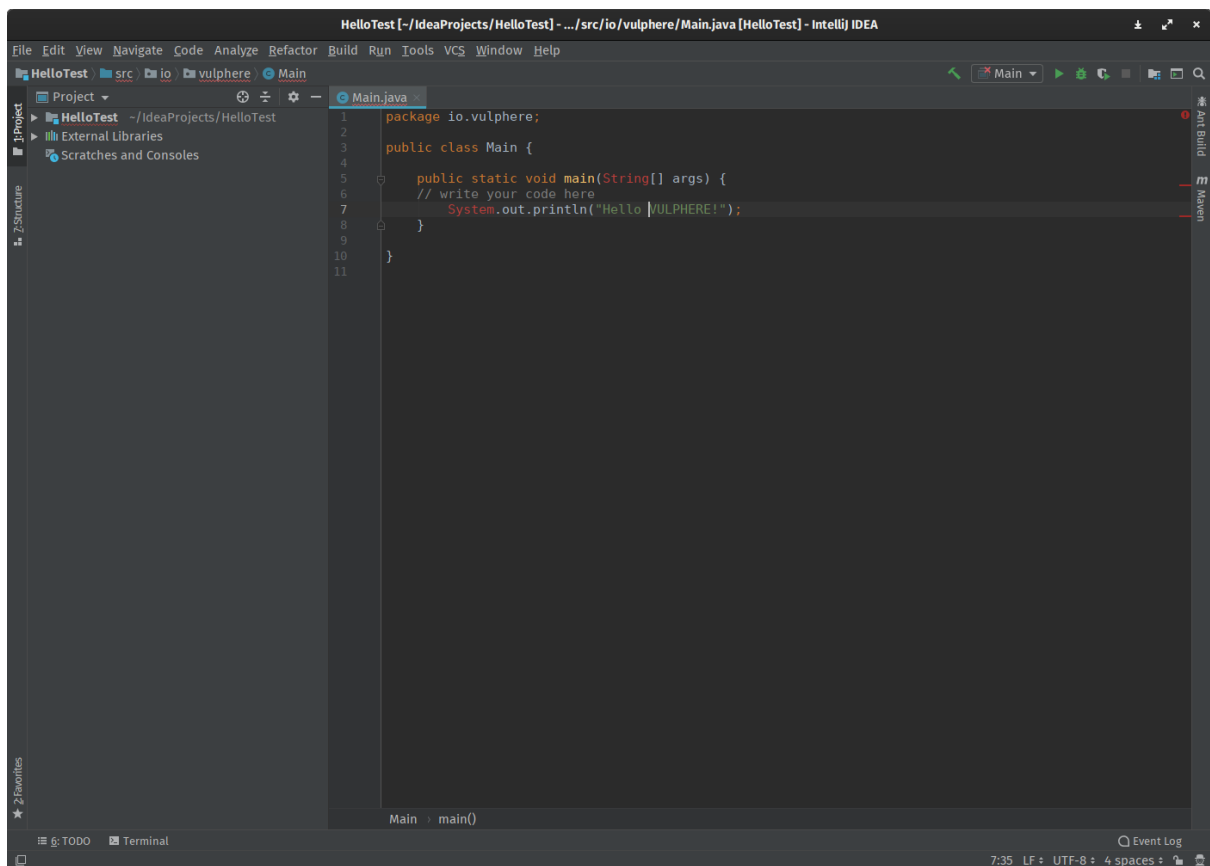 HelloTest [~/IdeaProjects/HelloTest] - .../src/io/vulphere/Main.java [HelloTest] - IntelliJ IDEA
File Edit View Navigate Code Analyze Refactor Build Run Tools VCS Window Help
HelloTest src io vulphere Main
Main
Project
Main.java
1: Project
HelloTest ~/IdeaProjects/HelloTest
External Libraries
Scratches and Consoles
Z: Structure
2: Favorites
1 package io.vulphere;
2
3 public class Main {
4
5 public static void main(String[] args) {
6 // write your code here
7 System.out.println("Hello VULPHERE!");
8 }
9
10 }
11
Ant Build
m Maven
Main › main()
6: TODO Terminal
Event Log
7:35 LF UTF-8 4 spaces